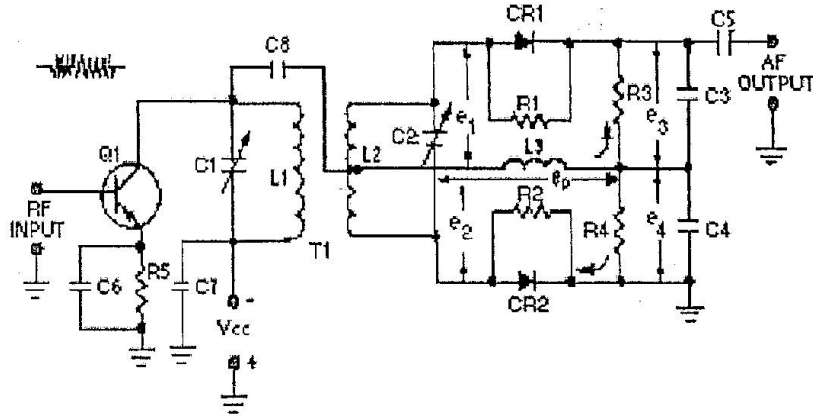 C5
CR1
C8
AF
OUTPUT
R1
R3
C3
e1
e3
Q1
C1
C2
L3
L2
L1
ep
RF
INPUT
R2
R4
e2
e4
C4
T1
R5
C6
C7
CR2
-
Vcc
+